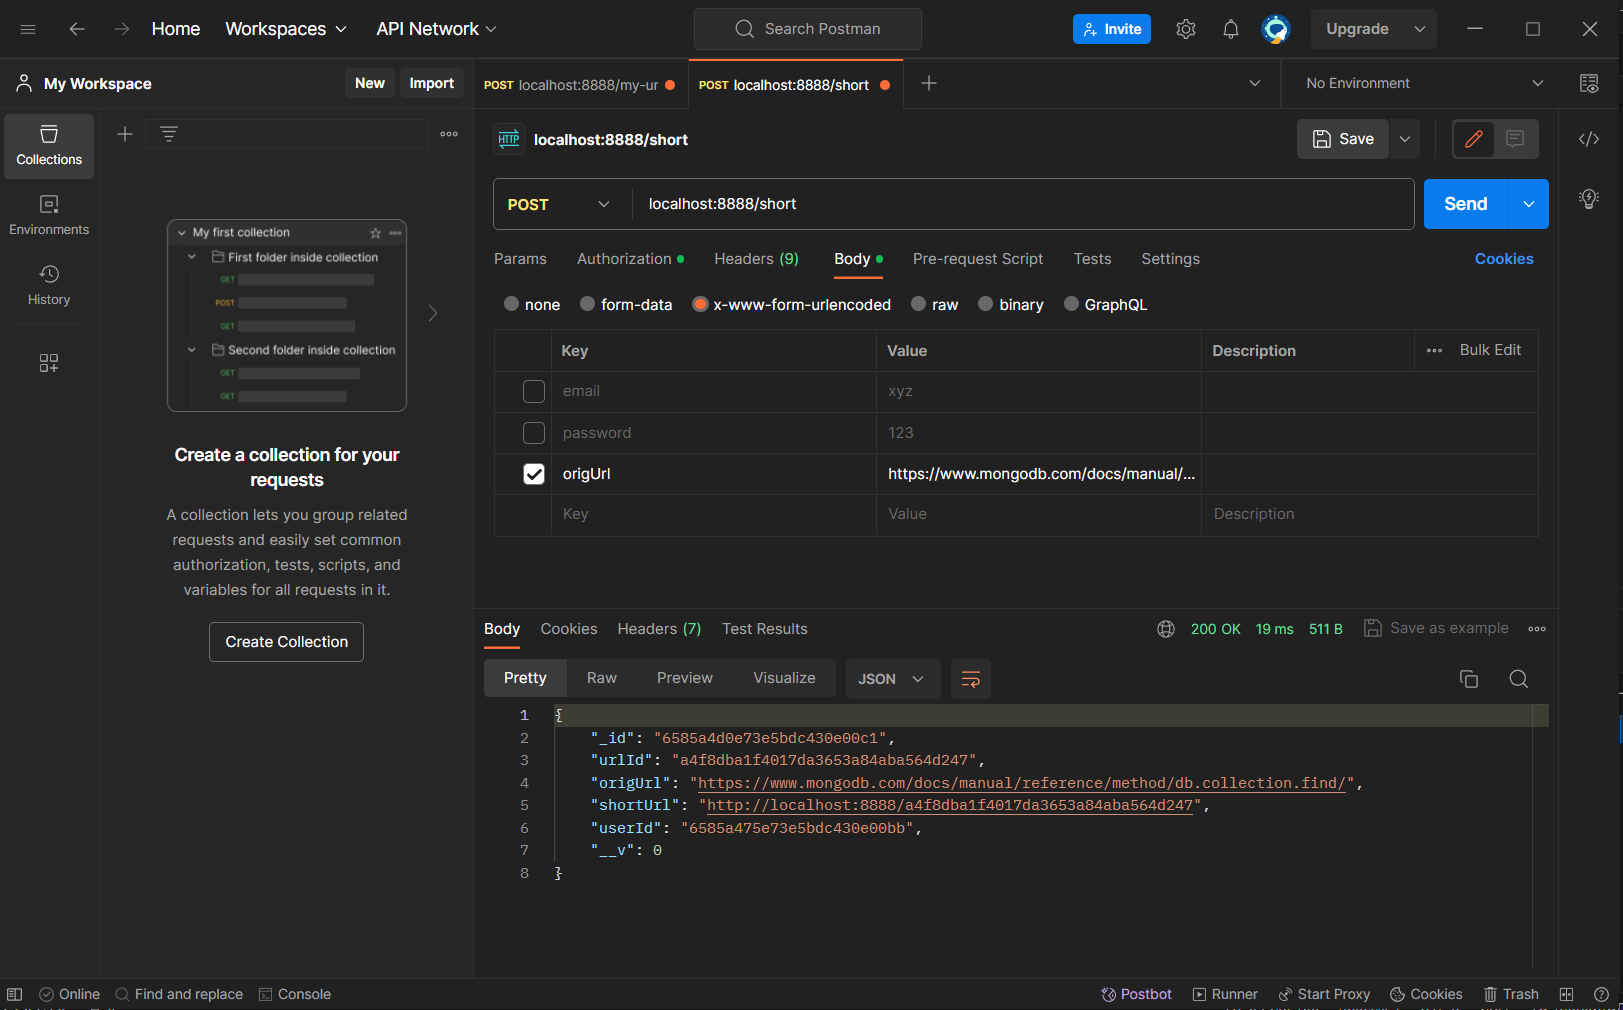 Home Workspaces API Network Search Postman Invite Upgrade
My Workspace New Import POST localhost:8888/my-ur POST localhost:8888/short No Environment
Collections
Environments
History
My first collection
First folder inside collection
GET
POST
GET
Second folder inside collection
GET
GET
Create a collection for your
requests
A collection lets you group related
requests and easily set common
authorization, tests, scripts, and
variables for all requests in it.
Create Collection
HTTP localhost:8888/short Save
POST localhost:8888/short Send
Params Authorization Headers (9) Body Pre-request Script Tests Settings Cookies
none form-data x-www-form-urlencoded raw binary GraphQL
Key Value Description Bulk Edit
email xyz
password 123
origUrl https://www.mongodb.com/docs/manual/...
Key Value Description
Body Cookies Headers (7) Test Results 200 OK 19 ms 511 B Save as example
Pretty Raw Preview Visualize JSON
1 {
2 "_id": "6585a4d0e73e5bdc430e00c1",
3 "urlId": "a4f8dba1f4017da3653a84aba564d247",
4 "origUrl": "https://www.mongodb.com/docs/manual/reference/method/db.collection.find/",
5 "shortUrl": "http://localhost:8888/a4f8dba1f4017da3653a84aba564d247",
6 "userId": "6585a475e73e5bdc430e00bb",
7 "__v": 0
8 }
Online Find and replace Console Postbot Runner Start Proxy Cookies Trash